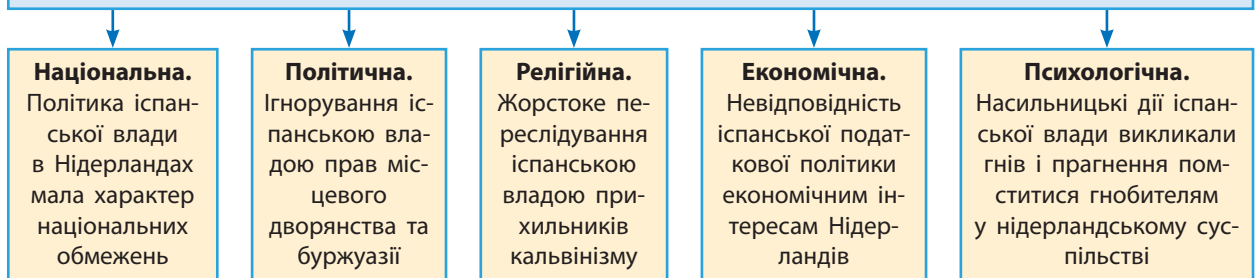 Національна.
Політика іспан-
ської влади
в Нідерландах
мала характер
національних
обмежень
Політична.
Ігнорування іс-
панською вла-
дою прав міс-
цевого
дворянства та
буржуазії
Релігійна.
Жорстоке пе-
реслідування
іспанською
владою при-
хильників
кальвінізму
Економічна.
Невідповідність
іспанської подат-
кової політики
економічним ін-
тересам Нідер-
ландів
Психологічна.
Насильницькі дії іспан-
ської влади викликали
гнів і прагнення пом-
ститися гнобителям
у нідерландському сус-
пільстві